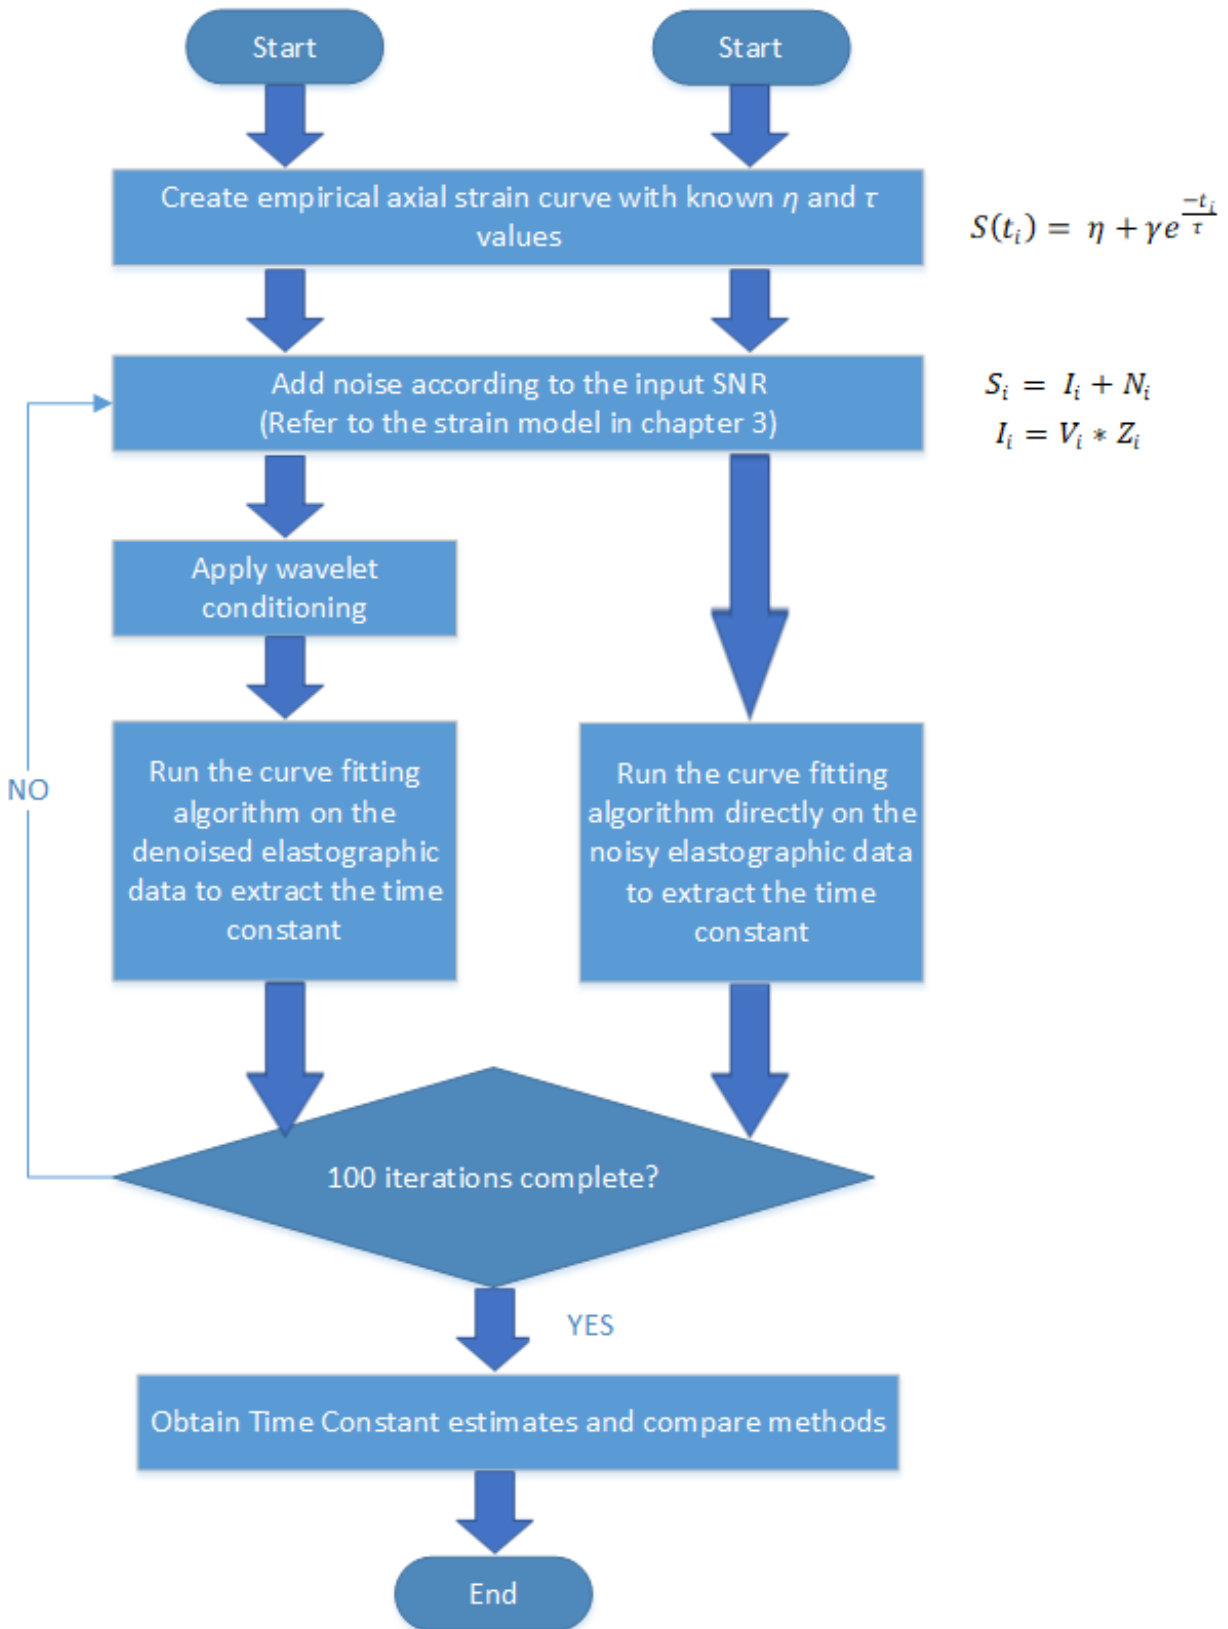 Start
Start
Create empirical axial strain curve with known η and τ
values
S(tᵢ) = η + γe^(-tᵢ/τ)
Add noise according to the input SNR
(Refer to the strain model in chapter 3)
Sᵢ = Iᵢ + Nᵢ
Iᵢ = Vᵢ * Zᵢ
Apply wavelet
conditioning
Run the curve fitting
algorithm on the
denoised elastographic
data to extract the time
constant
Run the curve fitting
algorithm directly on the
noisy elastographic data
to extract the time
constant
NO
100 iterations complete?
YES
Obtain Time Constant estimates and compare methods
End